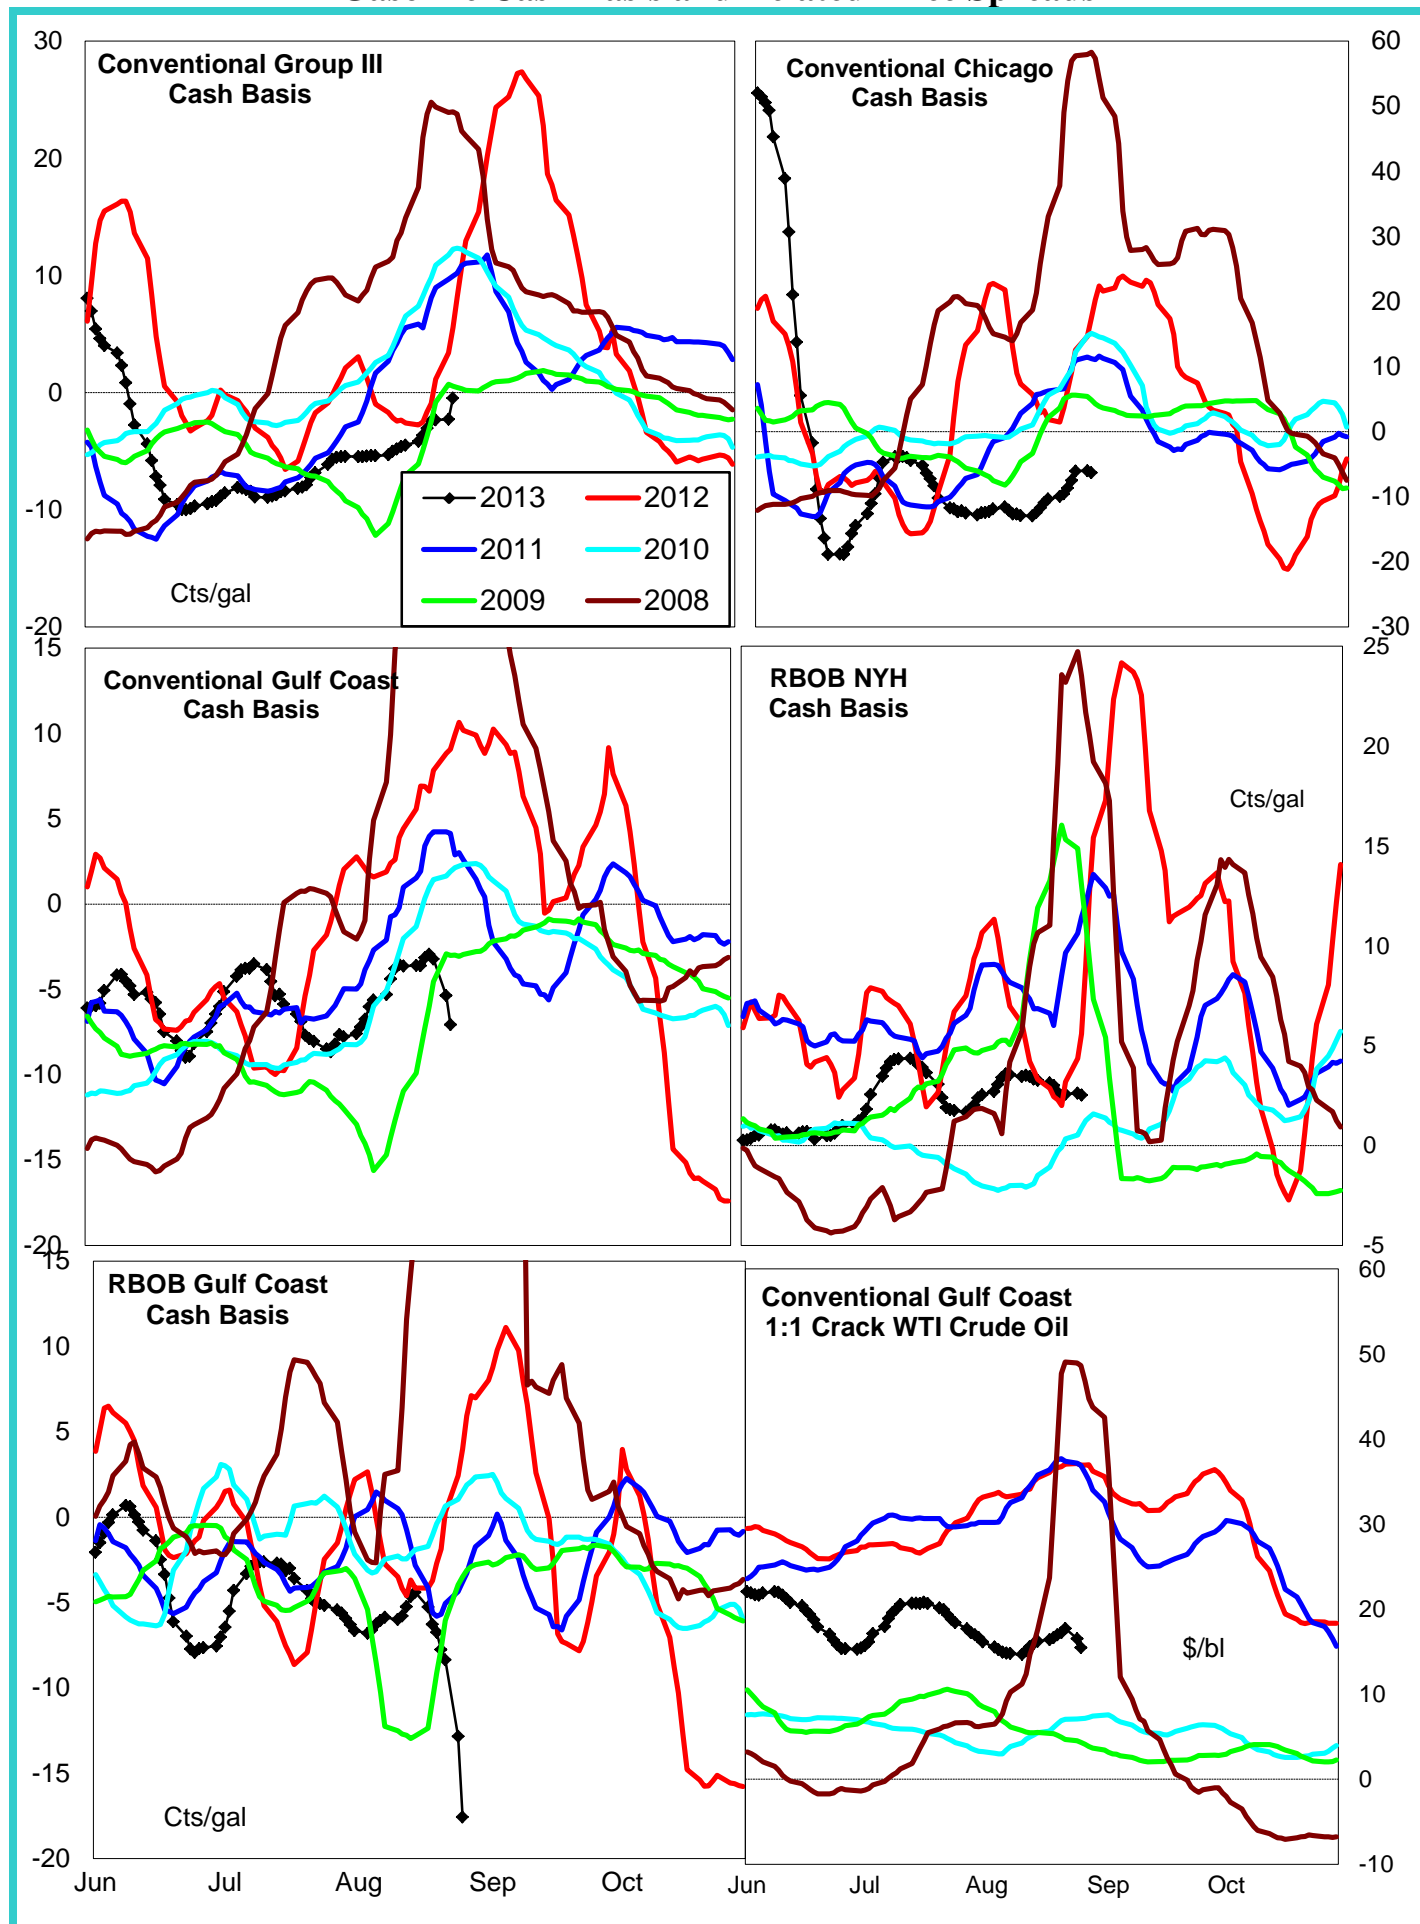 30
20
10
0
-10
-20
Conventional Group III
Cash Basis
Cts/gal
2013 2012
2011 2010
2009 2008
Conventional Chicago
Cash Basis
60
50
40
30
20
10
0
-10
-20
-30
15
10
5
0
-5
-10
-15
-20
Conventional Gulf Coast
Cash Basis
RBOB NYH
Cash Basis
Cts/gal
25
20
15
10
5
0
-5
15
10
5
0
-5
-10
-15
-20
RBOB Gulf Coast
Cash Basis
Cts/gal
Jun Jul Aug Sep Oct
Conventional Gulf Coast
1:1 Crack WTI Crude Oil
$/bl
60
50
40
30
20
10
0
-10
Jun Jul Aug Sep Oct